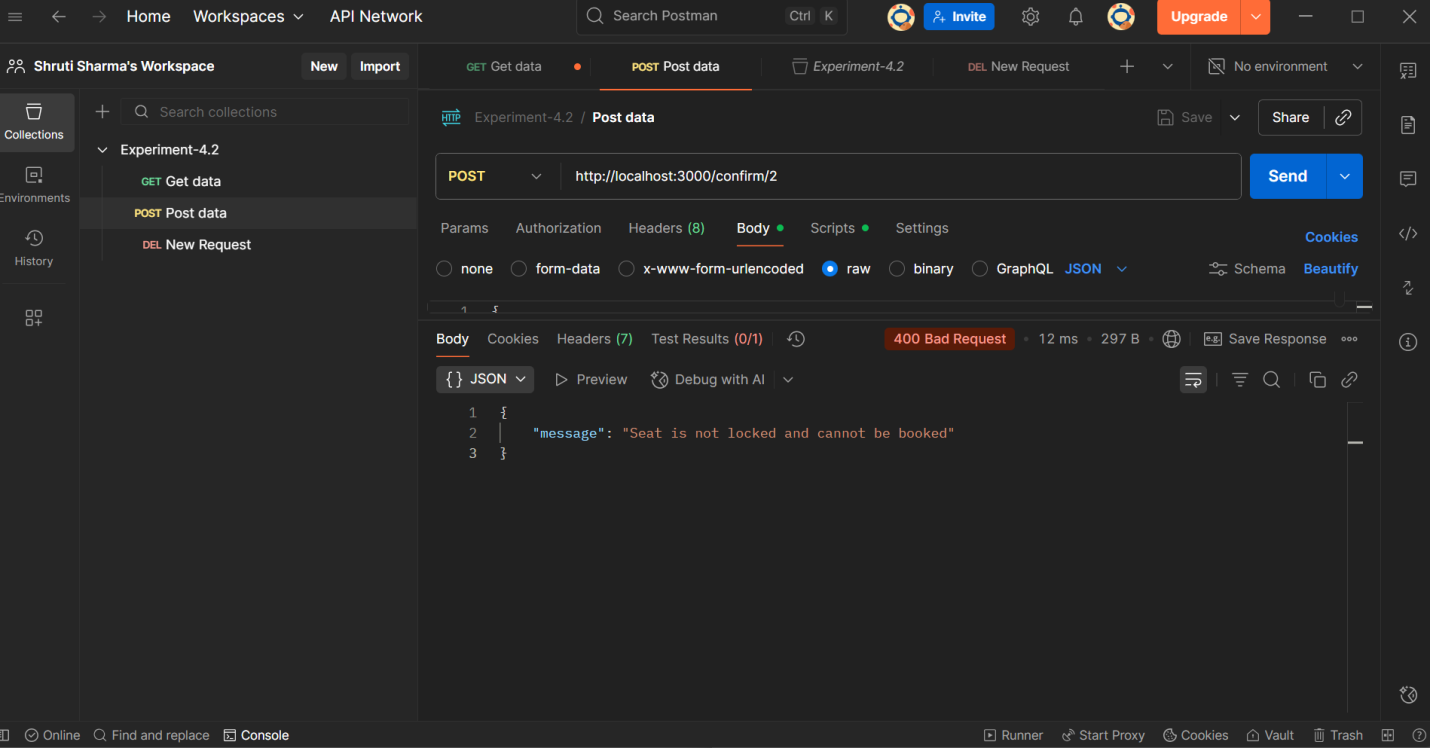 Home Workspaces API Network Search Postman Ctrl K Invite Upgrade
Shruti Sharma's Workspace New Import GET Get data POST Post data Experiment-4.2 DEL New Request No environment
Collections
Search collections
HTTP Experiment-4.2 / Post data Save Share
Experiment-4.2
GET Get data
POST http://localhost:3000/confirm/2 Send
Environments
POST Post data
Params Authorization Headers (8) Body Scripts Settings Cookies
DEL New Request
History
none form-data x-www-form-urlencoded raw binary GraphQL JSON Schema Beautify
1 {
Body Cookies Headers (7) Test Results (0/1) 400 Bad Request • 12 ms • 297 B • e.g. Save Response
{} JSON Preview Debug with AI
1 {
2 "message": "Seat is not locked and cannot be booked"
3 }
Online Find and replace Console Runner Start Proxy Cookies Vault Trash